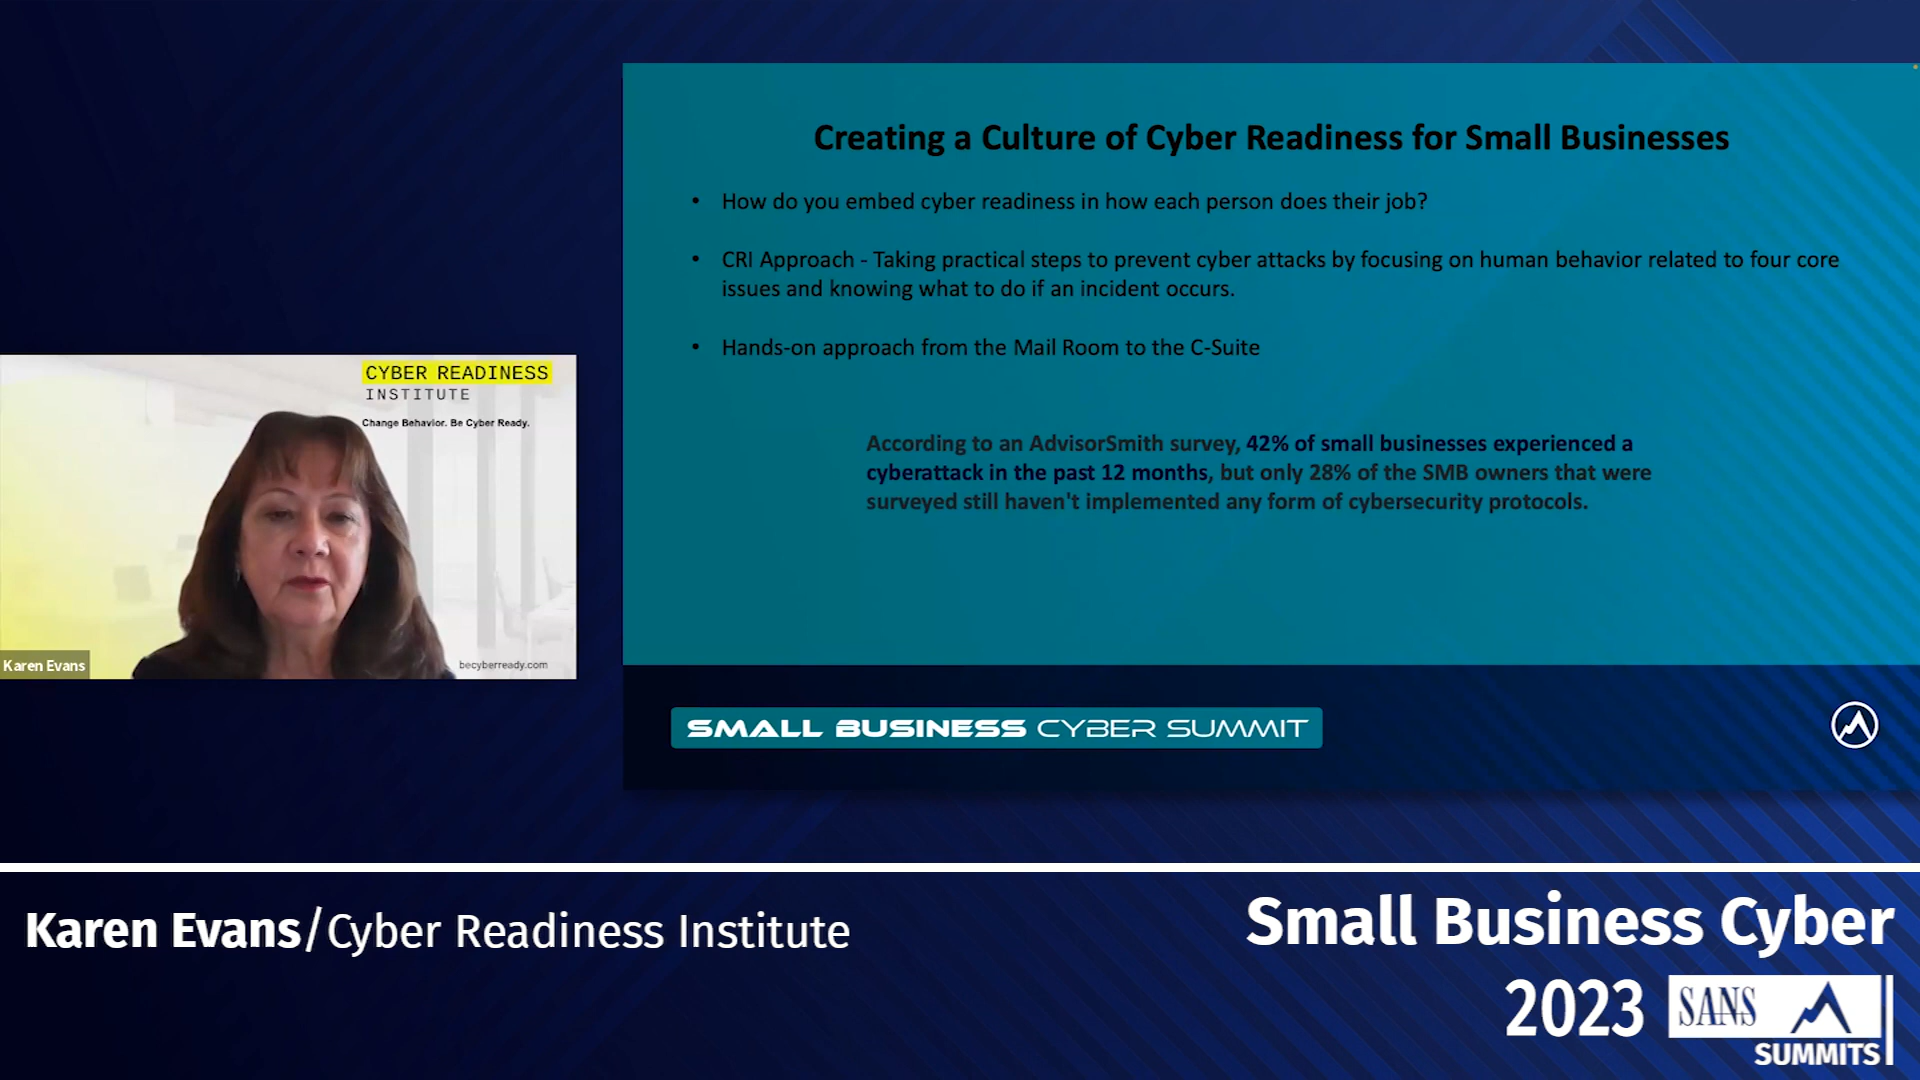 Creating a Culture of Cyber Readiness for Small Businesses
• How do you embed cyber readiness in how each person does their job?
• CRI Approach - Taking practical steps to prevent cyber attacks by focusing on human behavior related to four core
issues and knowing what to do if an incident occurs.
• Hands-on approach from the Mail Room to the C-Suite
According to an AdvisorSmith survey, 42% of small businesses experienced a
cyberattack in the past 12 months, but only 28% of the SMB owners that were
surveyed still haven't implemented any form of cybersecurity protocols.
SMALL BUSINESS CYBER SUMMIT
CYBER READINESS
INSTITUTE
Change Behavior. Be Cyber Ready.
Karen Evans
becyberready.com
Karen Evans/Cyber Readiness Institute
Small Business Cyber
2023
SANS
SUMMITS